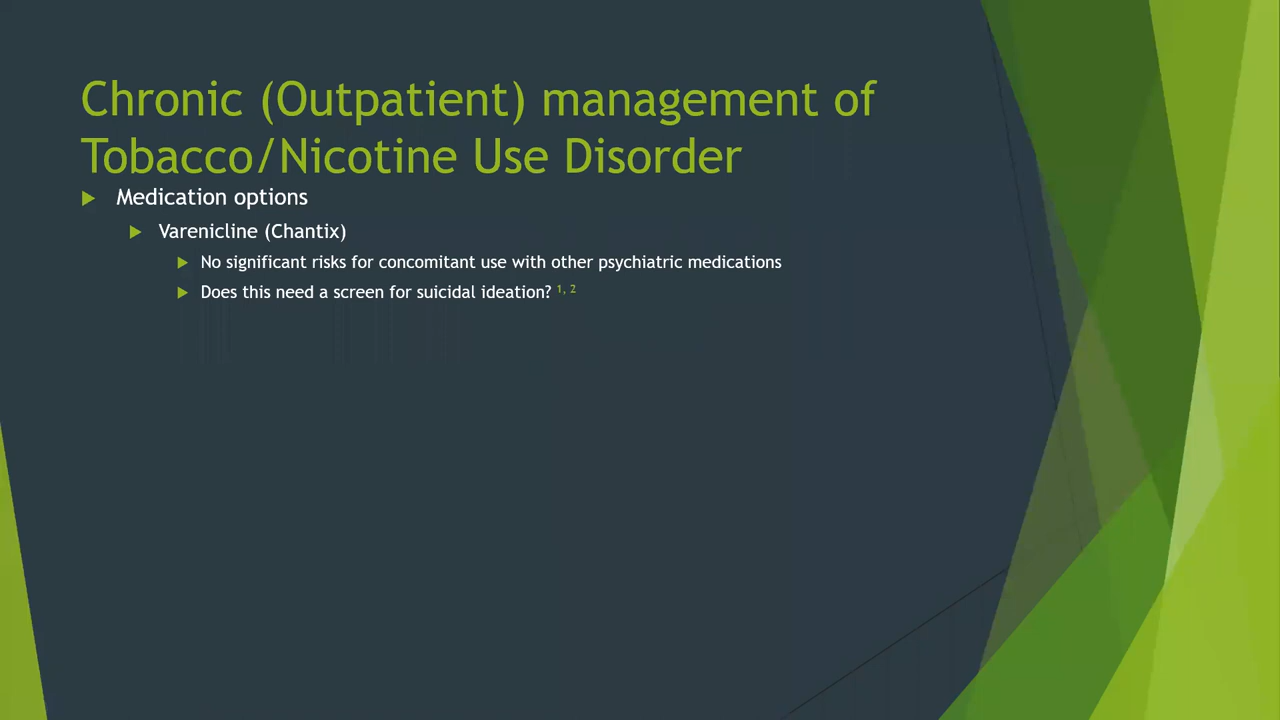 Chronic (Outpatient) management of
Tobacco/Nicotine Use Disorder
Medication options
Varenicline (Chantix)
No significant risks for concomitant use with other psychiatric medications
Does this need a screen for suicidal ideation? 1, 2